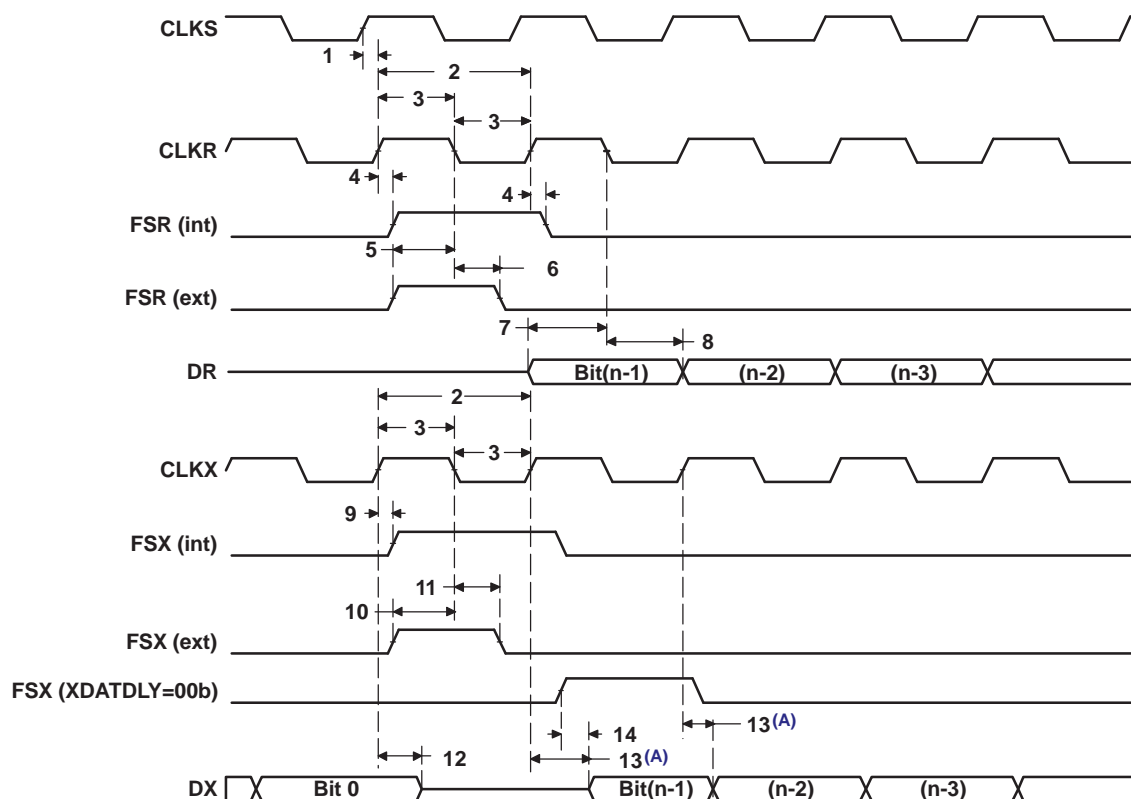 CLKS
1
2
3
3
CLKR
4
4
FSR (int)
5
6
FSR (ext)
7
8
DR
Bit(n-1)
(n-2)
(n-3)
2
3
3
CLKX
9
FSX (int)
11
10
FSX (ext)
FSX (XDATDLY=00b)
13(A)
14
12
13(A)
DX
Bit 0
Bit(n-1)
(n-2)
(n-3)